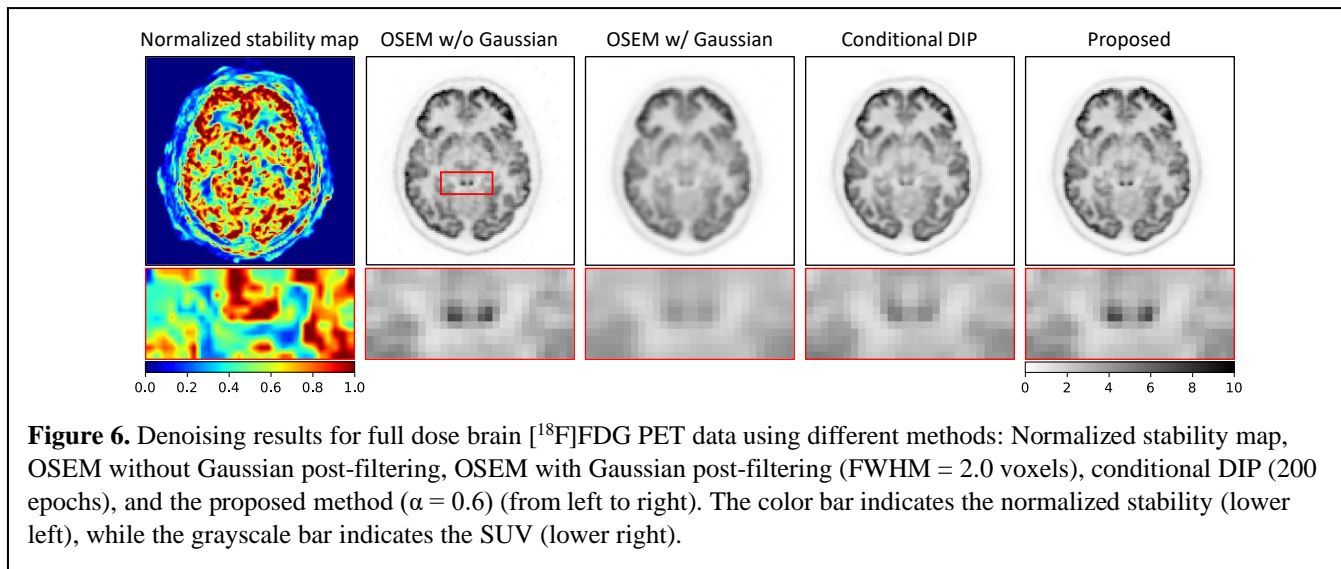 Normalized stability map OSEM w/o Gaussian OSEM w/ Gaussian Conditional DIP Proposed
0.0 0.2 0.4 0.6 0.8 1.0 0 2 4 6 8 10
Figure 6. Denoising results for full dose brain [¹⁸F]FDG PET data using different methods: Normalized stability map,
OSEM without Gaussian post-filtering, OSEM with Gaussian post-filtering (FWHM = 2.0 voxels), conditional DIP (200
epochs), and the proposed method (α = 0.6) (from left to right). The color bar indicates the normalized stability (lower
left), while the grayscale bar indicates the SUV (lower right).